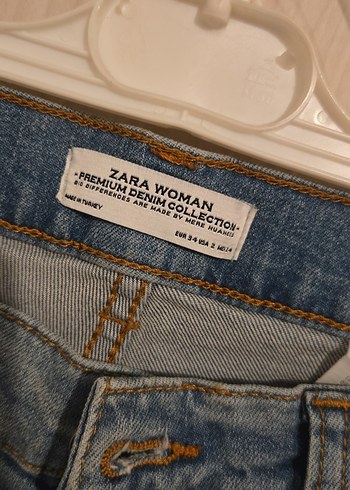 ZARA WOMAN
·PREMIUM DENIM COLLECTION·
BIG DIFFERENCES ARE MADE BY MERE NUANCES
MADE IN TURKEY
EUR 34 USA 2 MEX 24